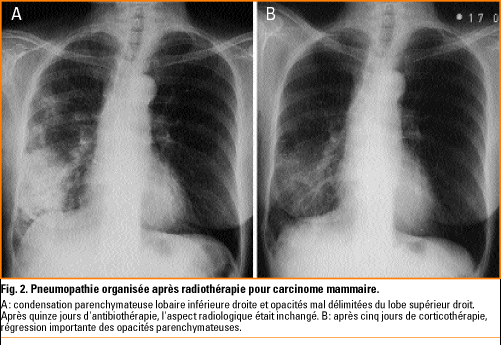 A
B
17 0
Fig. 2. Pneumopathie organisée après radiothérapie pour carcinome mammaire.
A: condensation parenchymateuse lobaire inférieure droite et opacités mal délimitées du lobe supérieur droit.
Après quinze jours d'antibiothérapie, l'aspect radiologique était inchangé. B: après cinq jours de corticothérapie,
régression importante des opacités parenchymateuses.